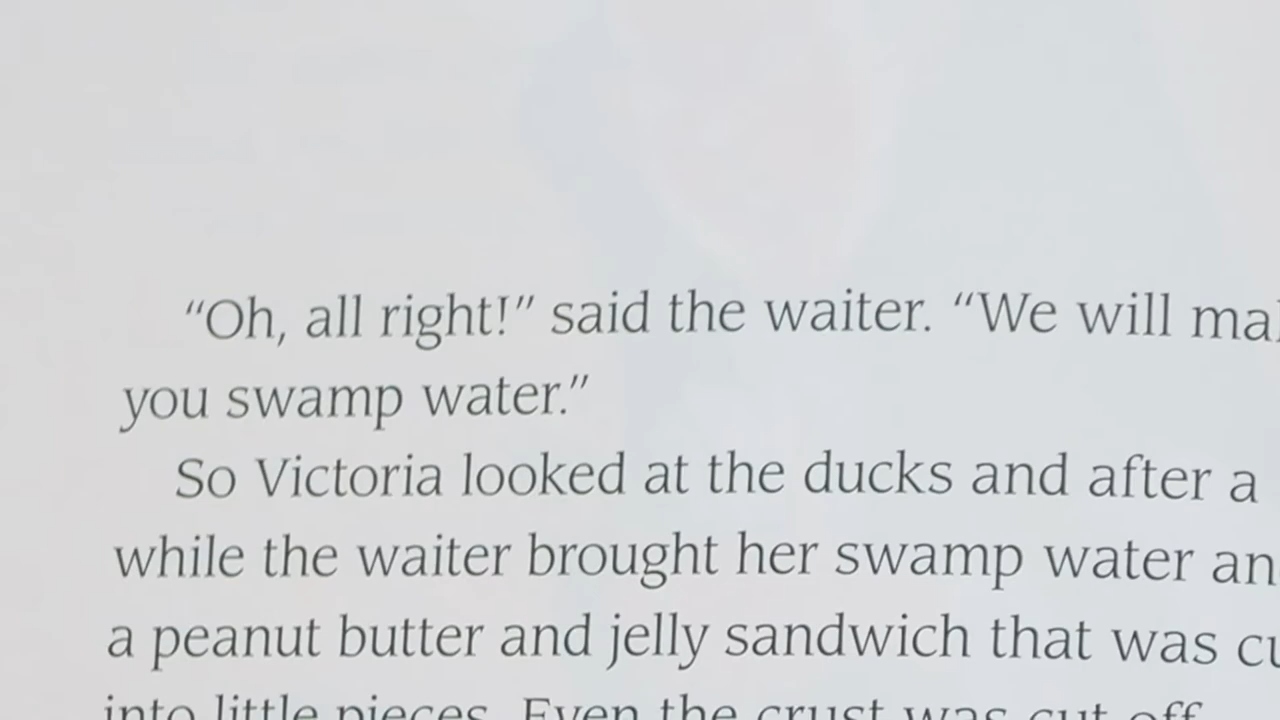 “Oh, all right!” said the waiter. “We will
you swamp water.”
So Victoria looked at the ducks and after a
while the waiter brought her swamp water
a peanut butter and jelly sandwich that was
into little pieces. Even the crust was cut off.